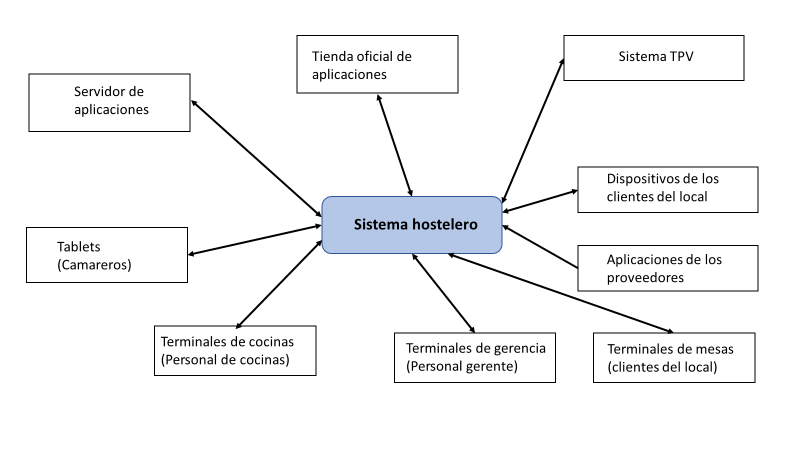 Tienda oficial de
aplicaciones
Sistema TPV
Servidor de
aplicaciones
Dispositivos de los
clientes del local
Sistema hostelero
Tablets
(Camareros)
Aplicaciones de los
proveedores
Terminales de cocinas
(Personal de cocinas)
Terminales de gerencia
(Personal gerente)
Terminales de mesas
(clientes del local)